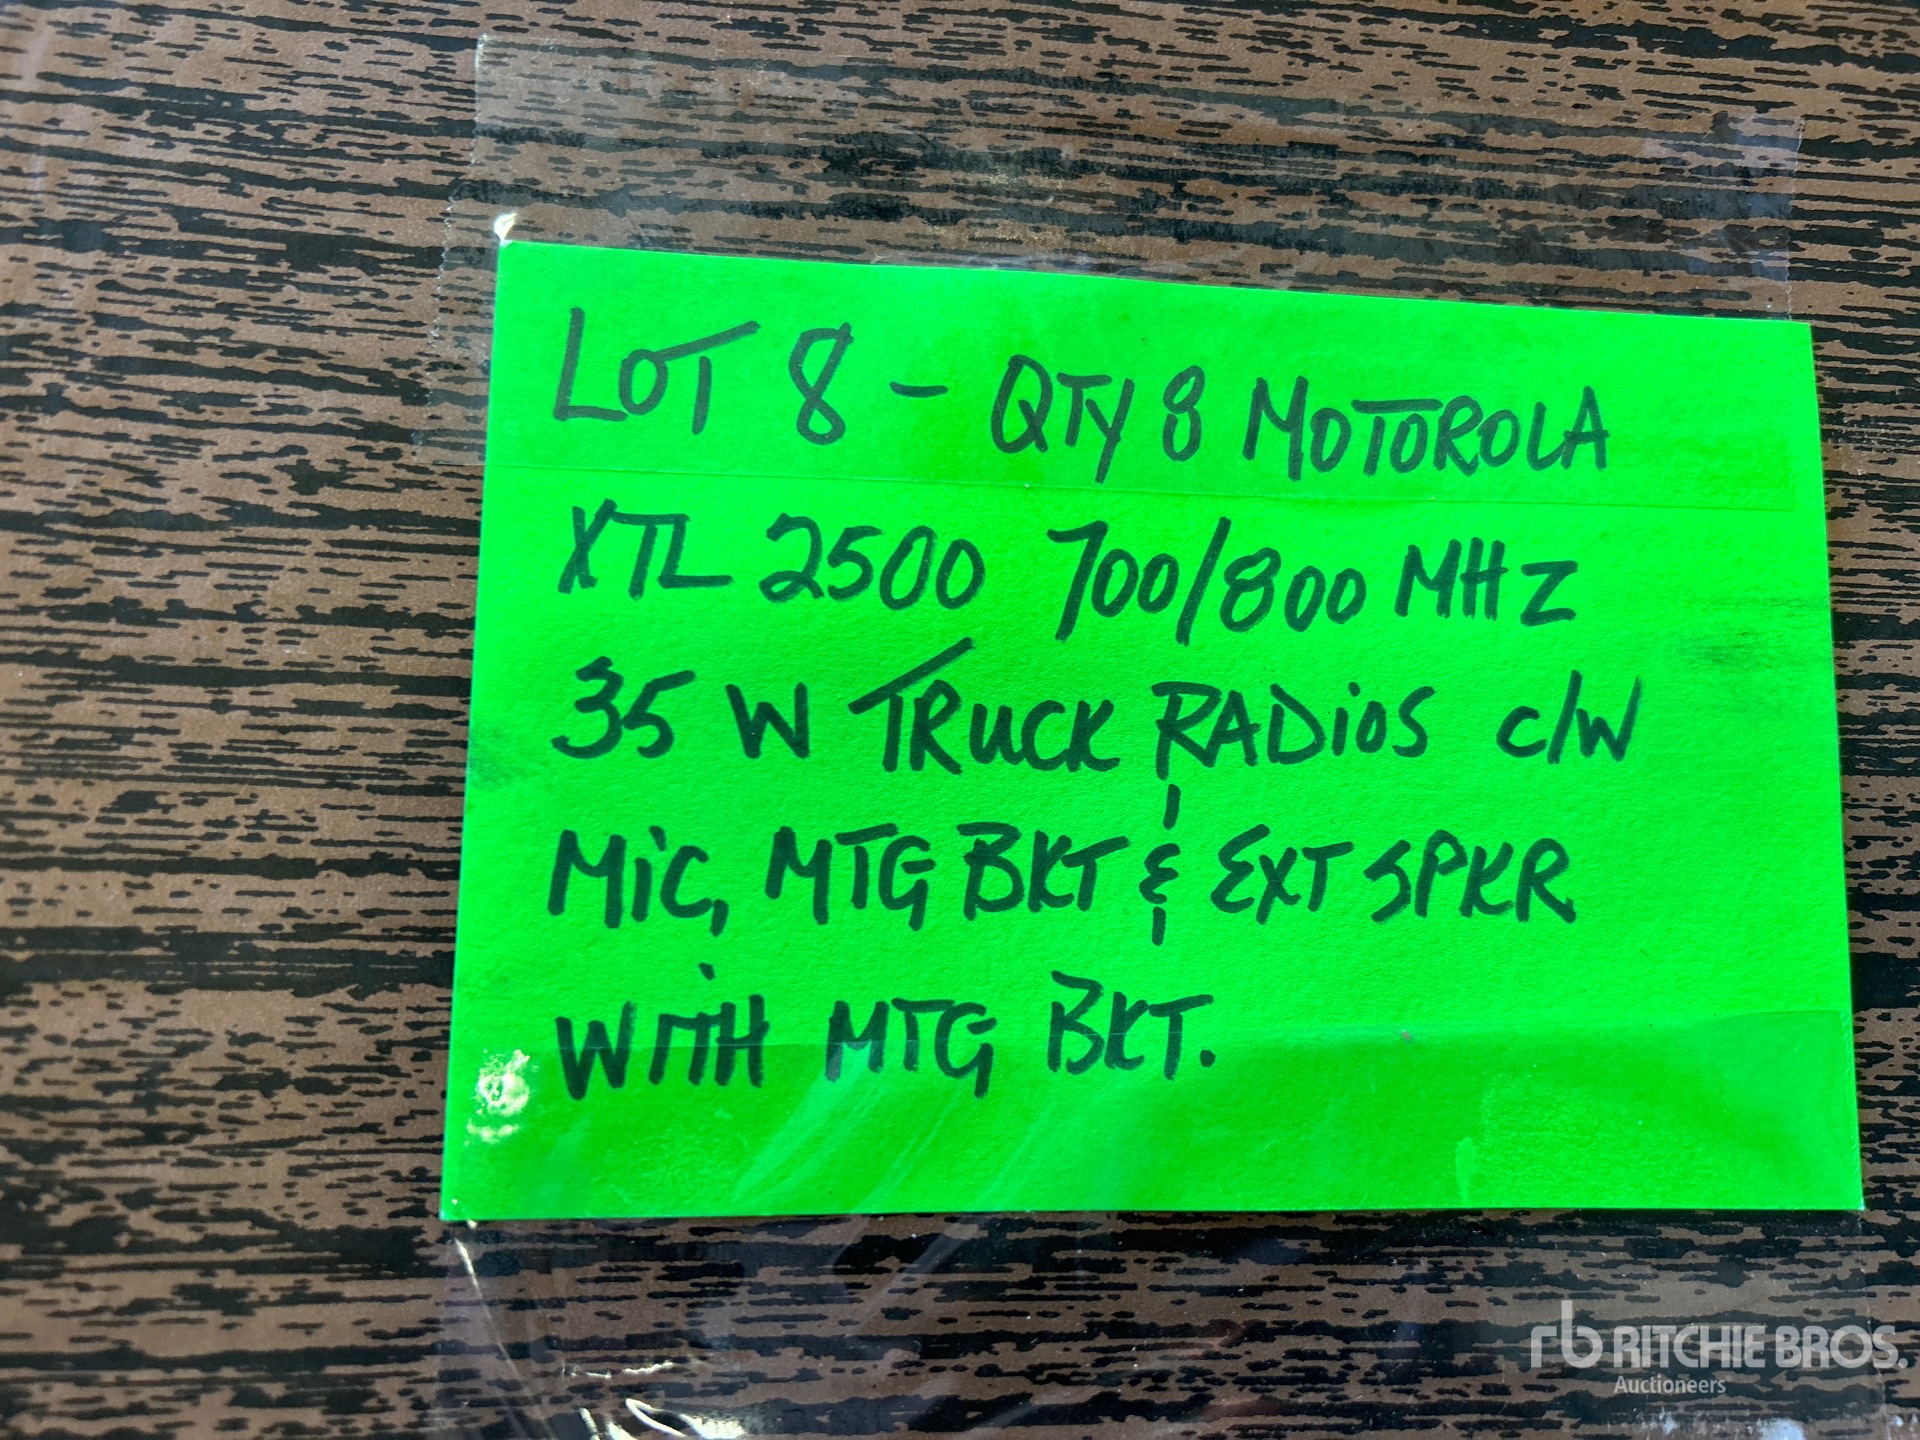 LOT 8 - QTY 8 MOTOROLA
XTL 2500 700/800 MHZ
35 W TRUCK RADiOS c/W
MiC, MTG BKT & EXT SPKR
WiTH MTG BKT.
rb RITCHIE BROS.
Auctioneers